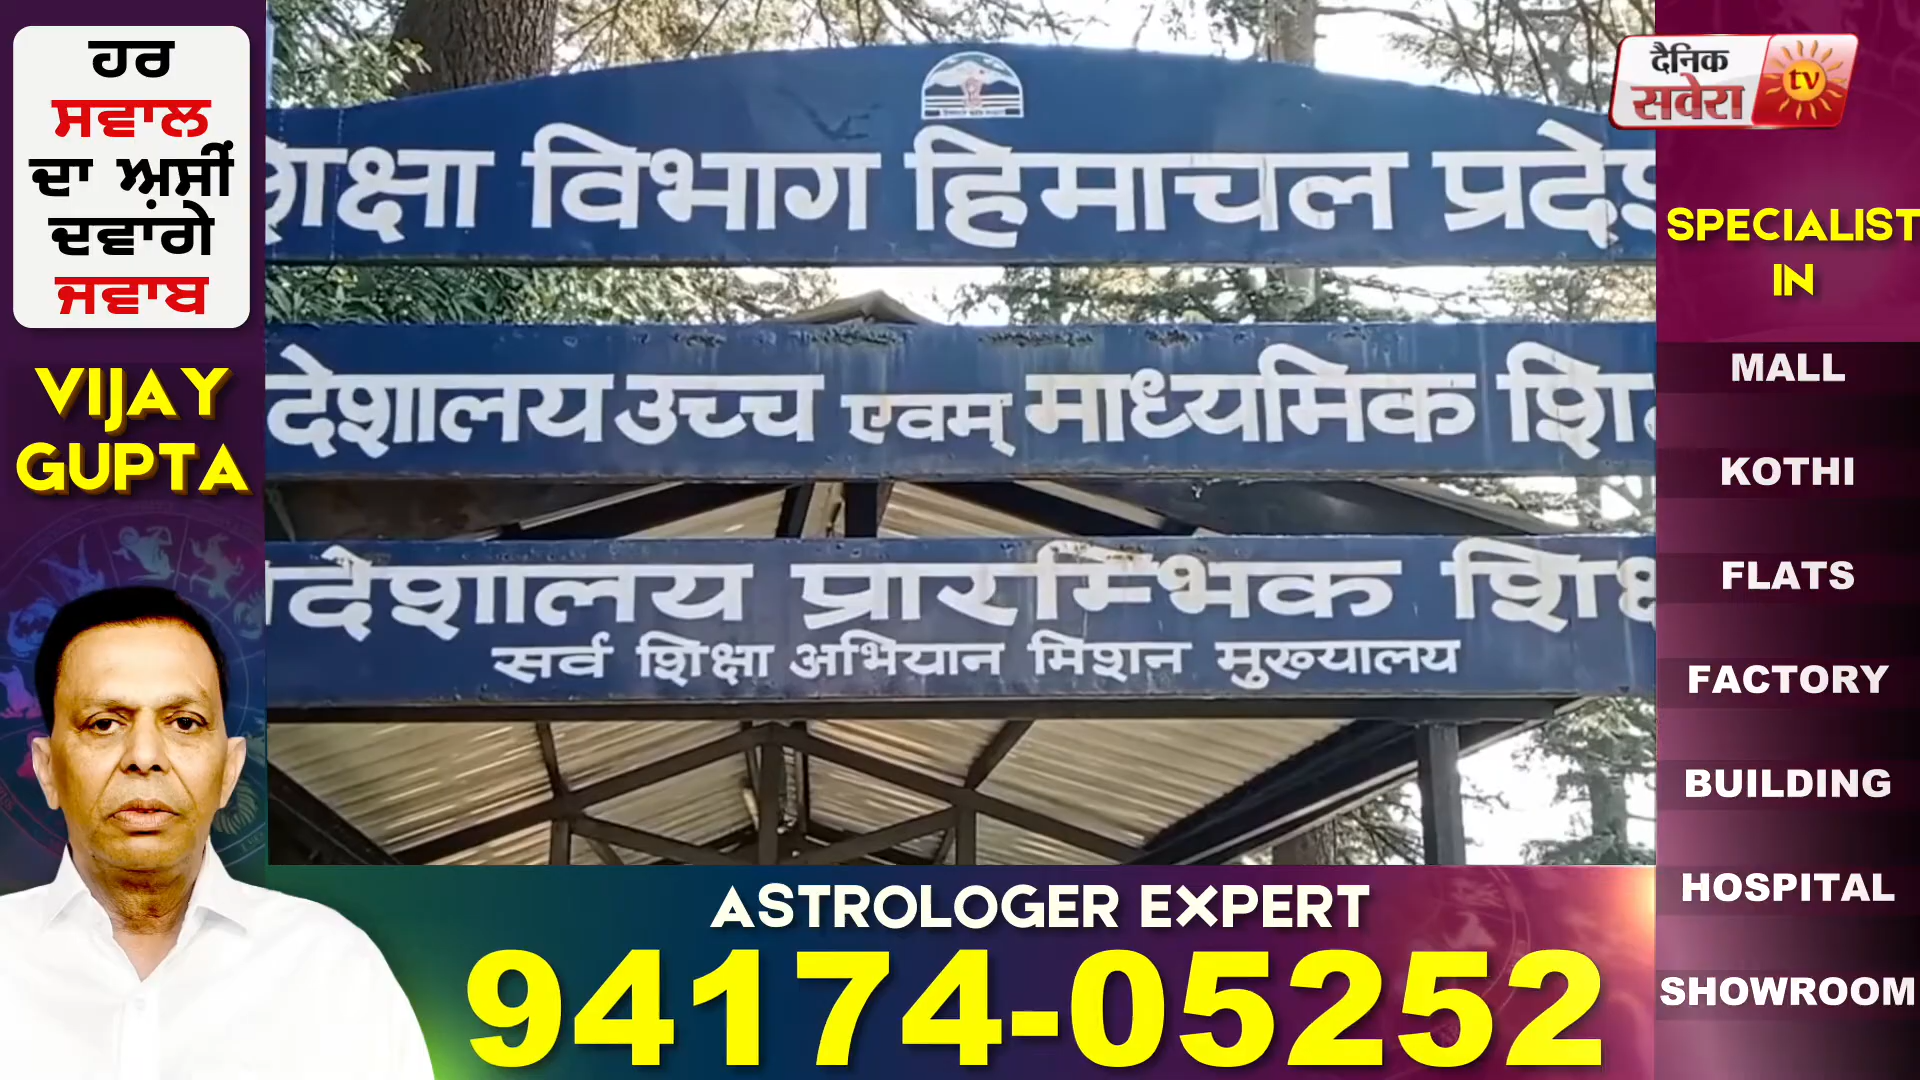 ਹਰ
ਸਵਾਲ
ਦਾ ਅਸੀਂ
ਦਵਾਂਗੇ
ਜਵਾਬ
VIJAY
GUPTA
शिक्षा विभाग हिमाचल प्रदेश
देशालय उच्च एवम् माध्यमिक शि
देशालय प्रारम्भिक शिक्ष
सर्व शिक्षा अभियान मिशन मुख्यालय
दैनिक
सवेरा
tv
SPECIALIST
IN
MALL
KOTHI
FLATS
FACTORY
BUILDING
HOSPITAL
SHOWROOM
ASTROLOGER EXPERT
94174-05252